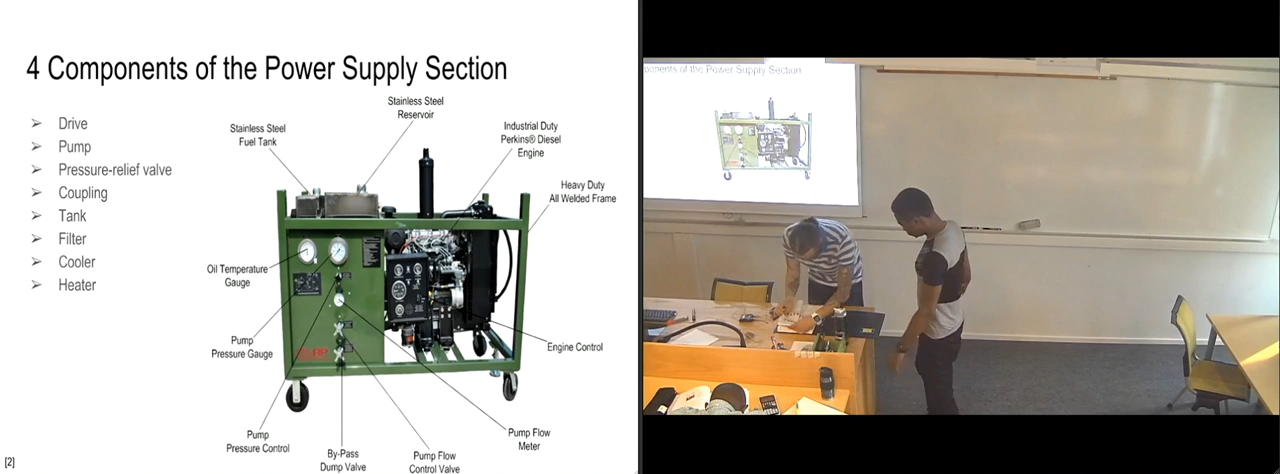 4 Components of the Power Supply Section
➢ Drive
➢ Pump
➢ Pressure-relief valve
➢ Coupling
➢ Tank
➢ Filter
➢ Cooler
➢ Heater
Stainless Steel
Fuel Tank
Stainless Steel
Reservoir
Industrial Duty
Perkins® Diesel
Engine
Heavy Duty
All Welded Frame
Oil Temperature
Gauge
Pump
Pressure Gauge
Engine Control
Pump
Pressure Control
By-Pass
Dump Valve
Pump Flow
Control Valve
Pump Flow
Meter
[2]
ponents of the Power Supply Section